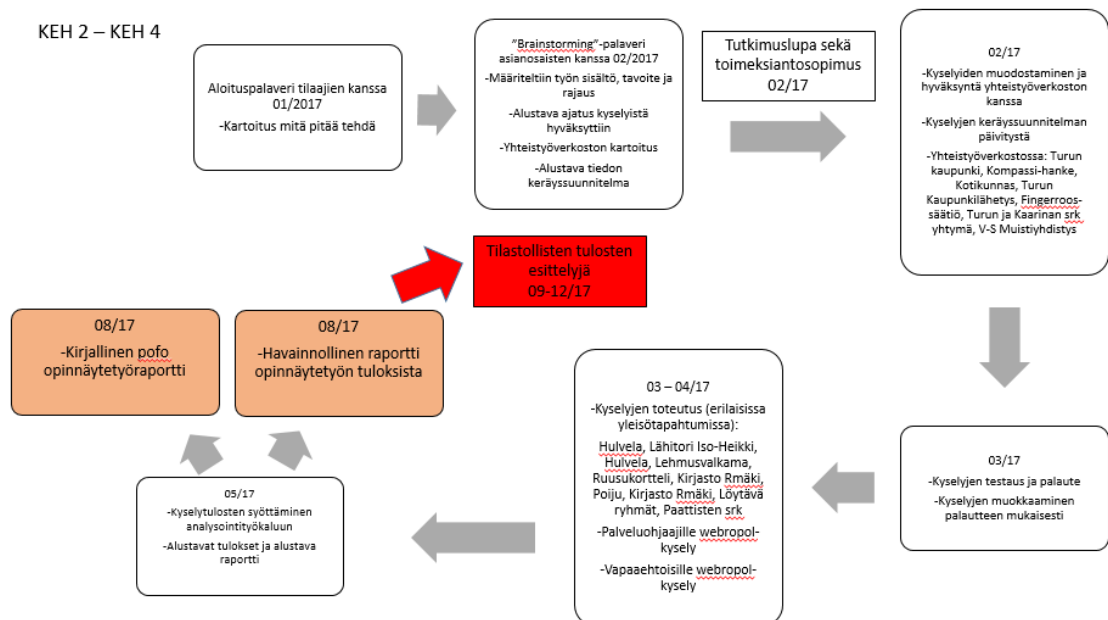 KEH 2 – KEH 4
Aloituspalaveri tilaajien kanssa
01/2017
-Kartoitus mitä pitää tehdä
”Brainstorming”-palaveri
asianosaisten kanssa 02/2017
-Määriteltiin työn sisältö, tavoite ja
rajaus
-Alustava ajatus kyselyistä
hyväksyttiin
-Yhteistyöverkoston kartoitus
-Alustava tiedon
keräyssuunnitelma
Tutkimuslupa sekä
toimeksiantosopimus
02/17
02/17
-Kyselyiden muodostaminen ja
hyväksyntä yhteistyöverkoston
kanssa
-Kyselyjen keräyssuunnitelman
päivitystä
-Yhteistyöverkostossa: Turun
kaupunki, Kompassi-hanke,
Kotikunnas, Turun
Kaupunkilähetys, Fingerroos-
säätiö, Turun ja Kaarinan srk
yhtymä, V-S Muistiyhdistys
03/17
-Kyselyjen testaus ja palaute
-Kyselyjen muokkaaminen
palautteen mukaisesti
03 – 04/17
-Kyselyjen toteutus (erilaisissa
yleisötapahtumissa):
Hulvela, Lähitori Iso-Heikki,
Hulvela, Lehmusvalkama,
Ruusukortteli, Kirjasto Rmäki,
Poiju, Kirjasto Rmäki, Löytävä
ryhmät, Paattisten srk
-Palveluohjaajille webropol-
kysely
-Vapaaehtoisille webropol-
kysely
05/17
-Kyselytulosten syöttäminen
analysointityökaluun
-Alustavat tulokset ja alustava
raportti
08/17
-Kirjallinen pofo
opinnäytetyöraportti
08/17
-Havainnollinen raportti
opinnäytetyön tuloksista
Tilastollisten tulosten
esittelyjä
09-12/17